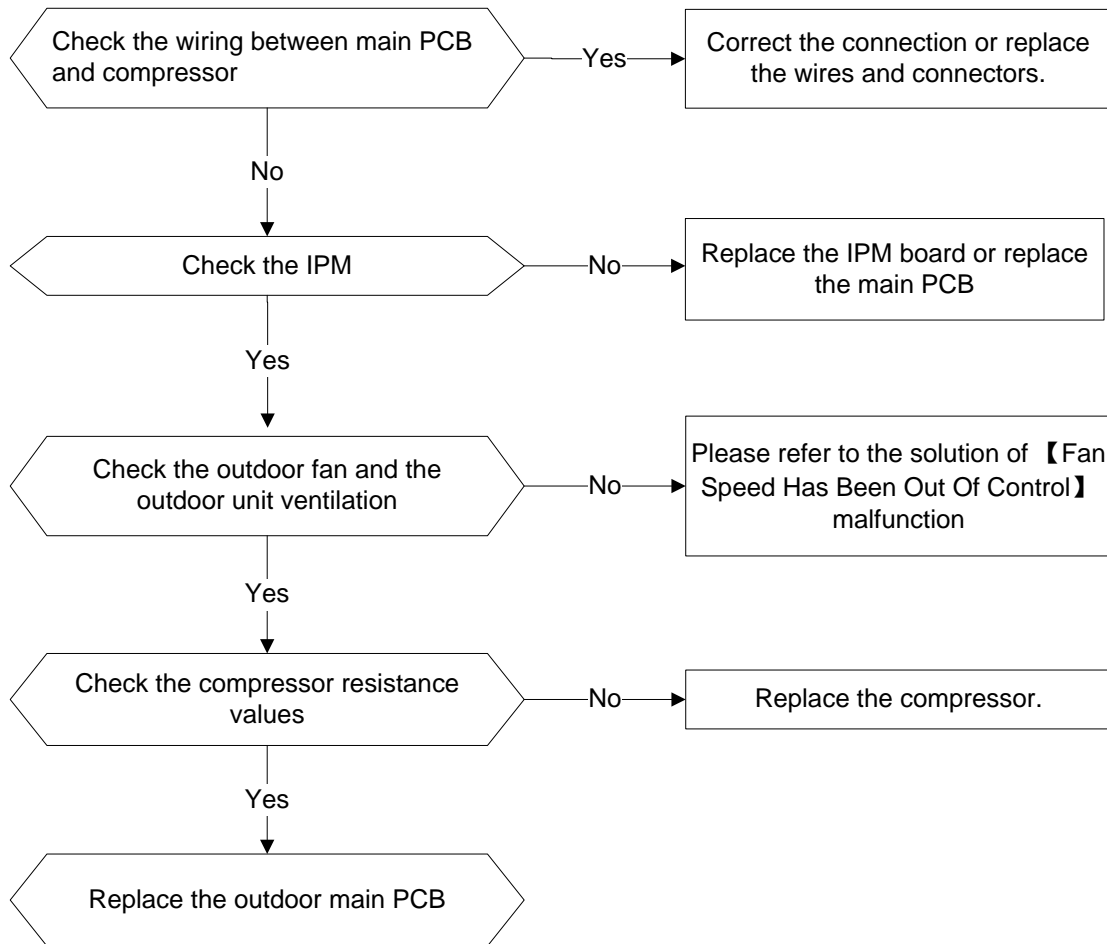 Check the wiring between main PCB
and compressor
Yes
Correct the connection or replace
the wires and connectors.
No
Check the IPM
No
Replace the IPM board or replace
the main PCB
Yes
Check the outdoor fan and the
outdoor unit ventilation
No
Please refer to the solution of 【Fan
Speed Has Been Out Of Control】
malfunction
Yes
Check the compressor resistance
values
No
Replace the compressor.
Yes
Replace the outdoor main PCB